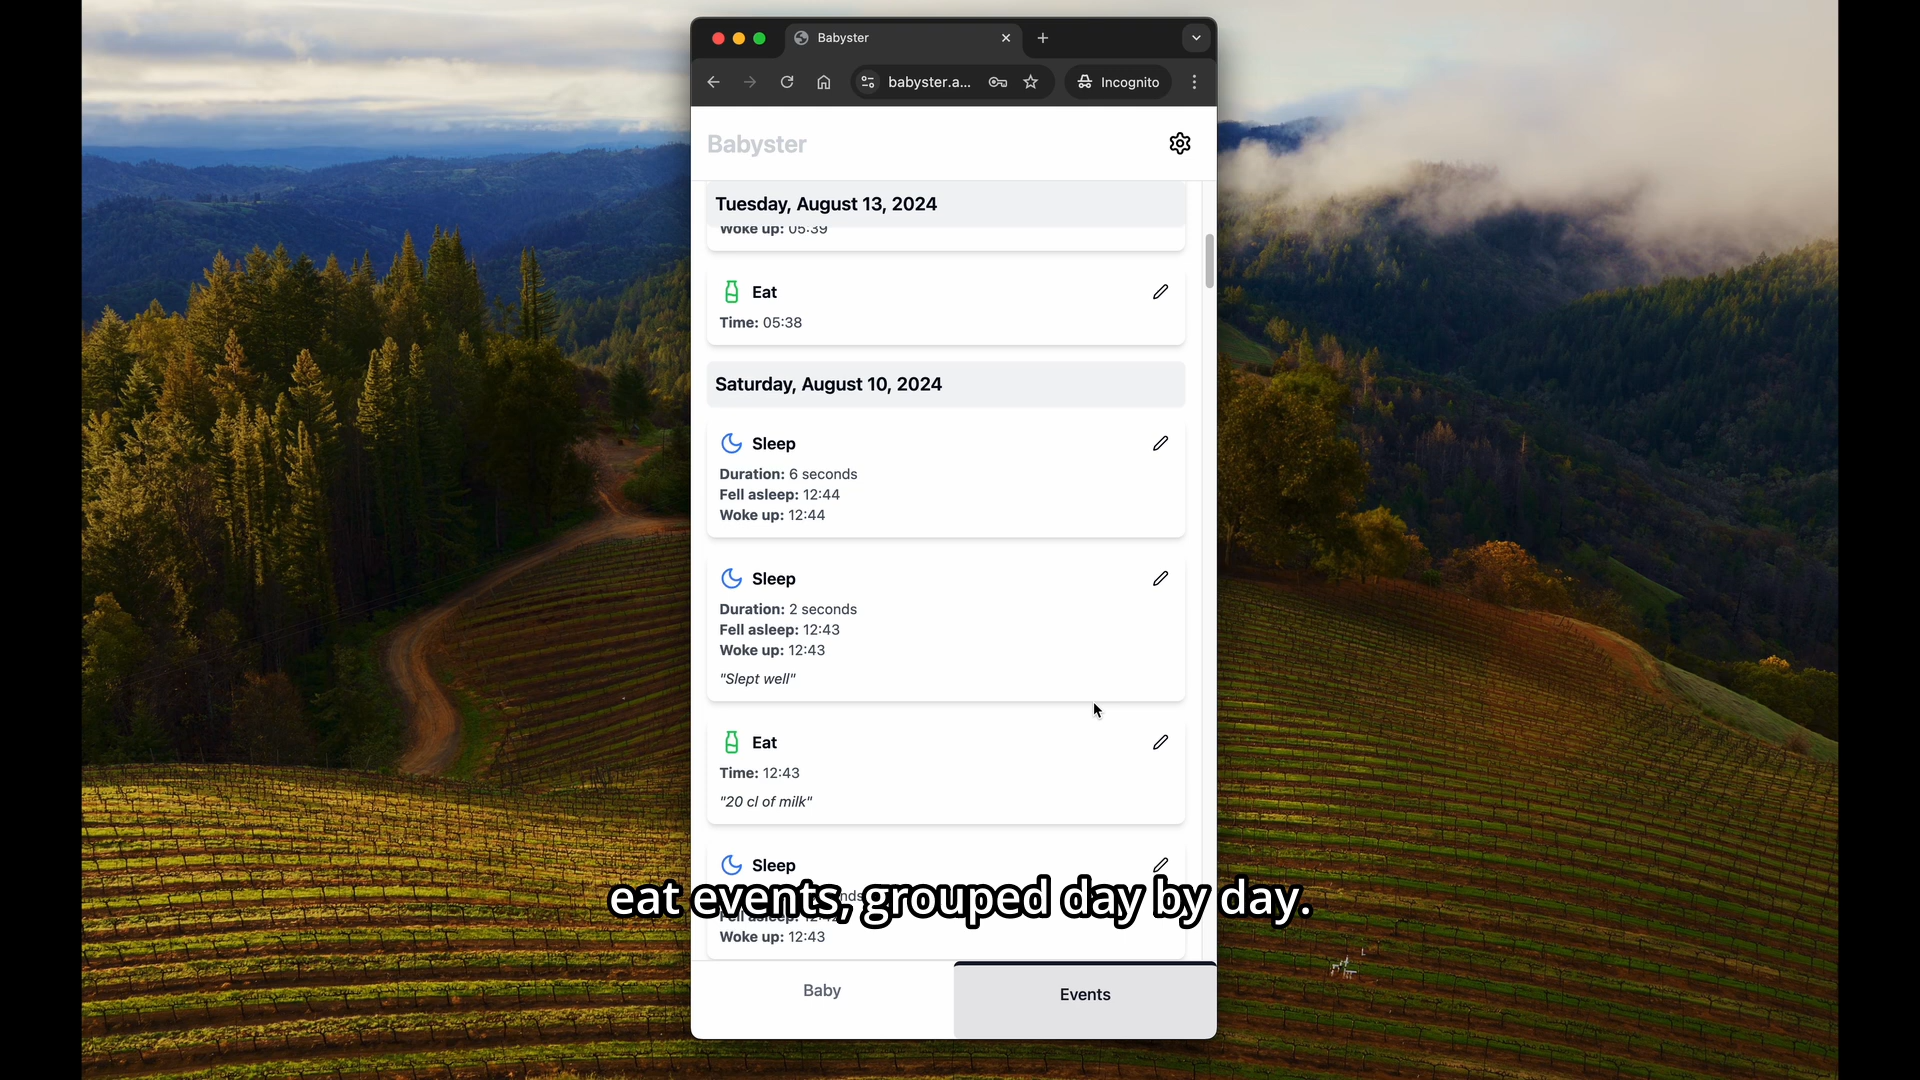 Babyster
babyster.a...
Incognito
Babyster
Tuesday, August 13, 2024
Woke up: 05:39
Eat
Time: 05:38
Saturday, August 10, 2024
Sleep
Duration: 6 seconds
Fell asleep: 12:44
Woke up: 12:44
Sleep
Duration: 2 seconds
Fell asleep: 12:43
Woke up: 12:43
"Slept well"
Eat
Time: 12:43
"20 cl of milk"
Sleep
eat events, grouped day by day.
Fell asleep:
Woke up: 12:43
Baby
Events